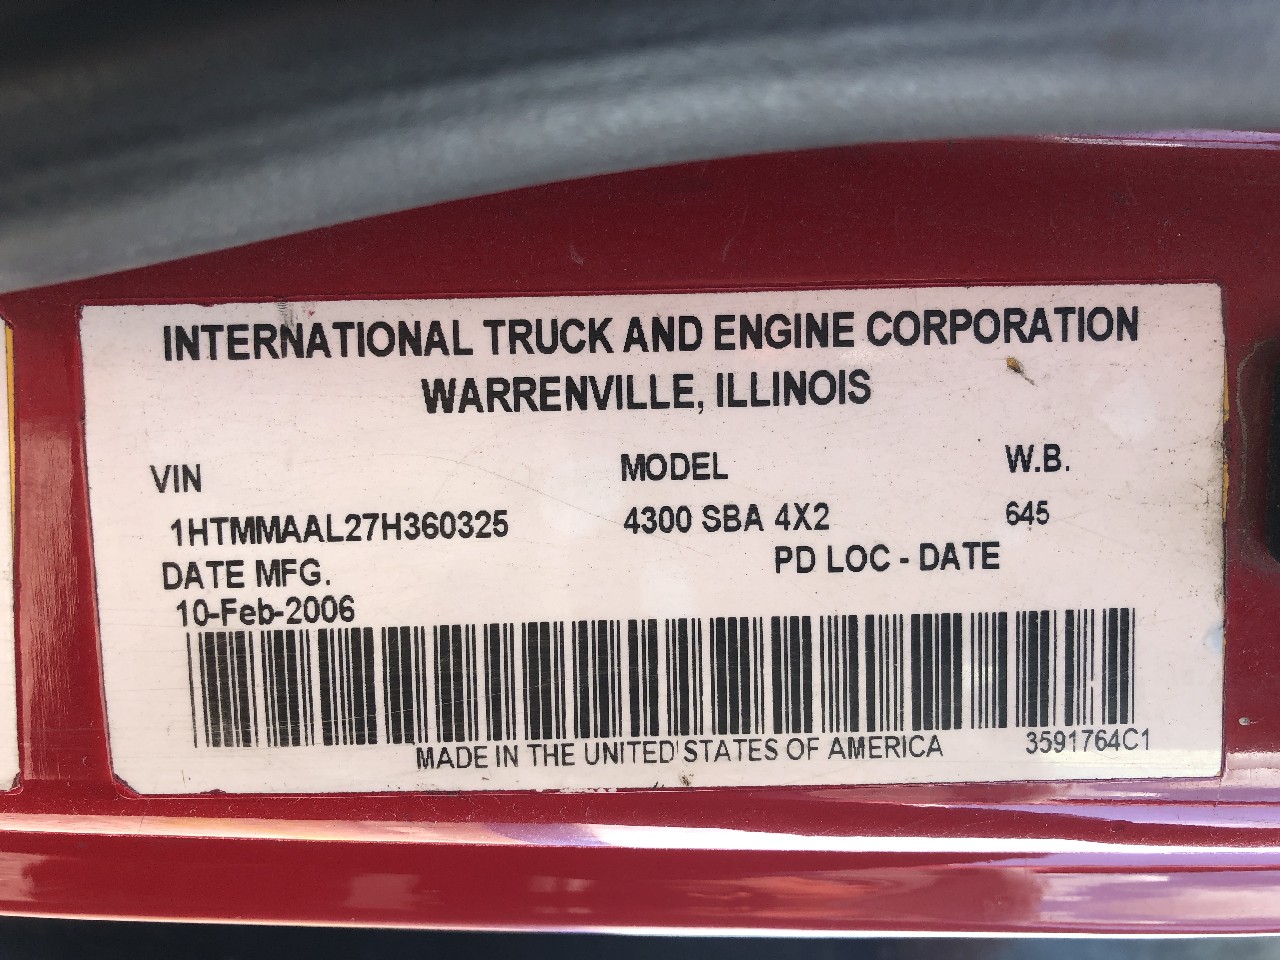 INTERNATIONAL TRUCK AND ENGINE CORPORATION
WARRENVILLE, ILLINOIS
VIN MODEL W.B.
1HTMMAAL27H360325 4300 SBA 4X2 645
DATE MFG. PD LOC - DATE
10-Feb-2006
MADE IN THE UNITED STATES OF AMERICA 3591764C1